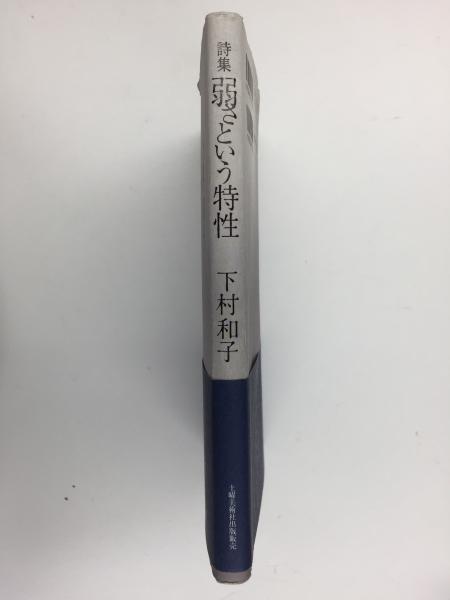 詩集
弱さという特性
下村和子
土曜美術社出版販売